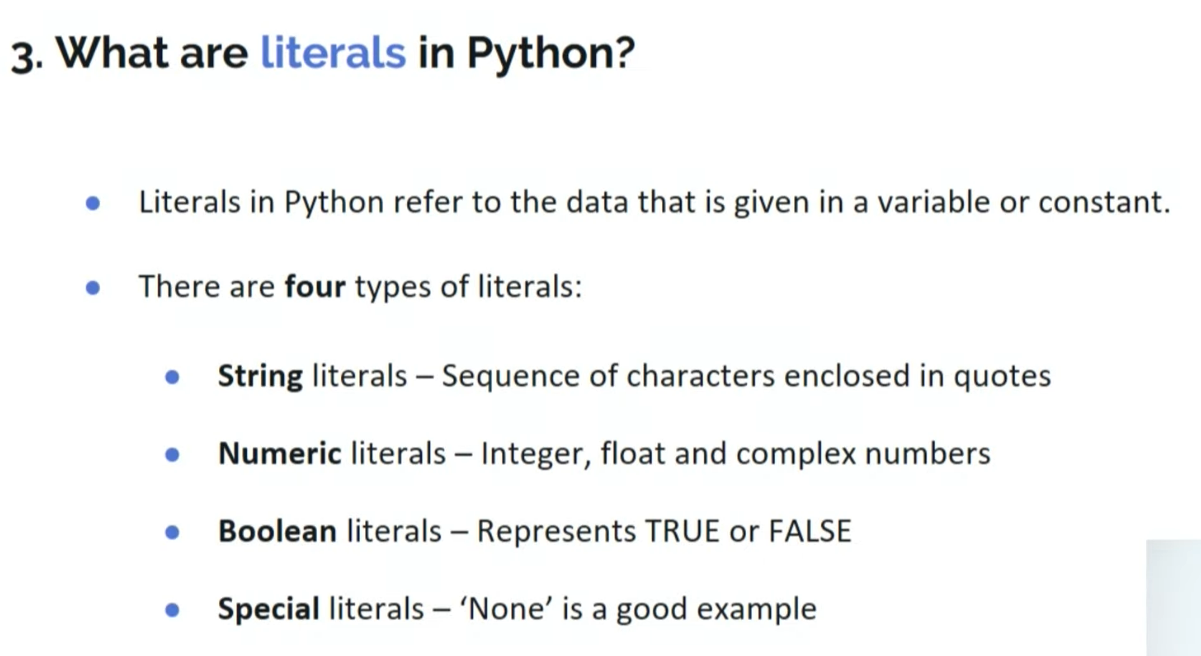 3. What are literals in Python?
• Literals in Python refer to the data that is given in a variable or constant.
• There are four types of literals:
• String literals – Sequence of characters enclosed in quotes
• Numeric literals – Integer, float and complex numbers
• Boolean literals – Represents TRUE or FALSE
• Special literals – ‘None’ is a good example